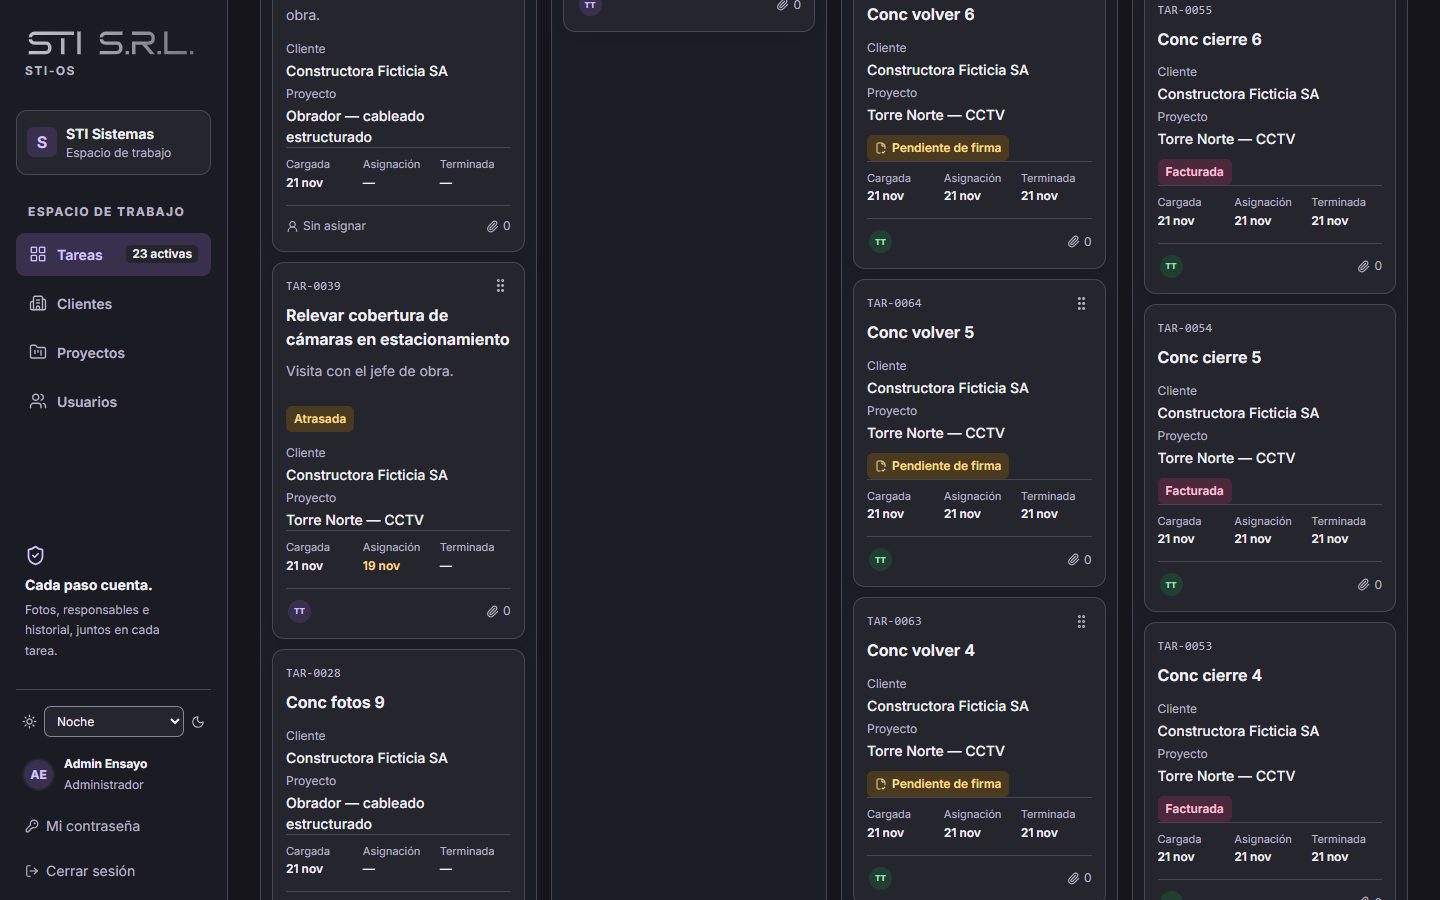 STI S.R.L.
STI-OS
S
STI Sistemas
Espacio de trabajo
ESPACIO DE TRABAJO
Tareas
23 activas
Clientes
Proyectos
Usuarios
Cada paso cuenta.
Fotos, responsables e
historial, juntos en cada
tarea.
Noche
AE
Admin Ensayo
Administrador
Mi contraseña
Cerrar sesión
obra.
Cliente
Constructora Ficticia SA
Proyecto
Obrador — cableado
estructurado
Cargada Asignación Terminada
21 nov — —
Sin asignar 0
TAR-0039
Relevar cobertura de
cámaras en estacionamiento
Visita con el jefe de obra.
Atrasada
Cliente
Constructora Ficticia SA
Proyecto
Torre Norte — CCTV
Cargada Asignación Terminada
21 nov 19 nov —
TT 0
TAR-0028
Conc fotos 9
Cliente
Constructora Ficticia SA
Proyecto
Obrador — cableado
estructurado
Cargada Asignación Terminada
21 nov — —
TT 0
Conc volver 6
Cliente
Constructora Ficticia SA
Proyecto
Torre Norte — CCTV
Pendiente de firma
Cargada Asignación Terminada
21 nov 21 nov 21 nov
TT 0
TAR-0064
Conc volver 5
Cliente
Constructora Ficticia SA
Proyecto
Torre Norte — CCTV
Pendiente de firma
Cargada Asignación Terminada
21 nov 21 nov 21 nov
TT 0
TAR-0063
Conc volver 4
Cliente
Constructora Ficticia SA
Proyecto
Torre Norte — CCTV
Pendiente de firma
Cargada Asignación Terminada
21 nov 21 nov 21 nov
TT 0
TAR-0055
Conc cierre 6
Cliente
Constructora Ficticia SA
Proyecto
Torre Norte — CCTV
Facturada
Cargada Asignación Terminada
21 nov 21 nov 21 nov
TT 0
TAR-0054
Conc cierre 5
Cliente
Constructora Ficticia SA
Proyecto
Torre Norte — CCTV
Facturada
Cargada Asignación Terminada
21 nov 21 nov 21 nov
TT 0
TAR-0053
Conc cierre 4
Cliente
Constructora Ficticia SA
Proyecto
Torre Norte — CCTV
Facturada
Cargada Asignación Terminada
21 nov 21 nov 21 nov